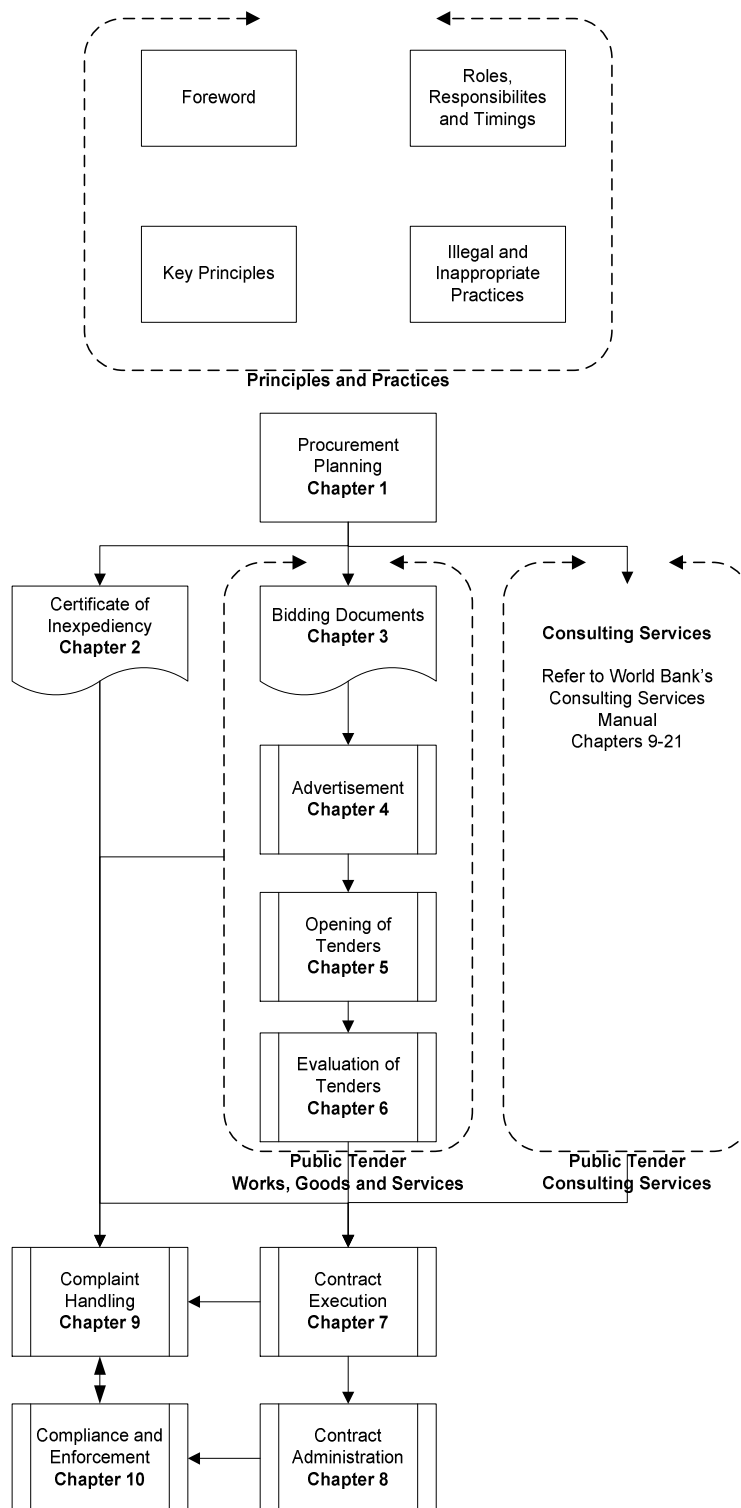 Foreword
Roles,
Responsibilites
and Timings
Key Principles
Illegal and
Inappropriate
Practices
Principles and Practices
Procurement
Planning
Chapter 1
Certificate of
Inexpediency
Chapter 2
Bidding Documents
Chapter 3
Consulting Services
Refer to World Bank's
Consulting Services
Manual
Chapters 9-21
Advertisement
Chapter 4
Opening of
Tenders
Chapter 5
Evaluation of
Tenders
Chapter 6
Public Tender
Works, Goods and Services
Public Tender
Consulting Services
Complaint
Handling
Chapter 9
Contract
Execution
Chapter 7
Compliance and
Enforcement
Chapter 10
Contract
Administration
Chapter 8